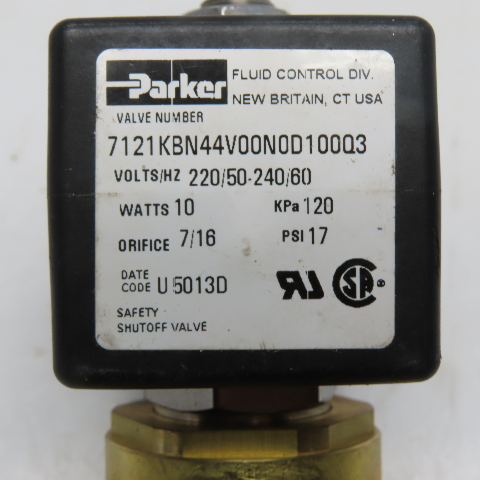 Parker FLUID CONTROL DIV.
NEW BRITAIN, CT USA
VALVE NUMBER
7121KBN44V00N0D100Q3
VOLTS/HZ 220/50-240/60
WATTS 10 KPa 120
ORIFICE 7/16 PSI 17
DATE
CODE U5013D
SAFETY
SHUTOFF VALVE